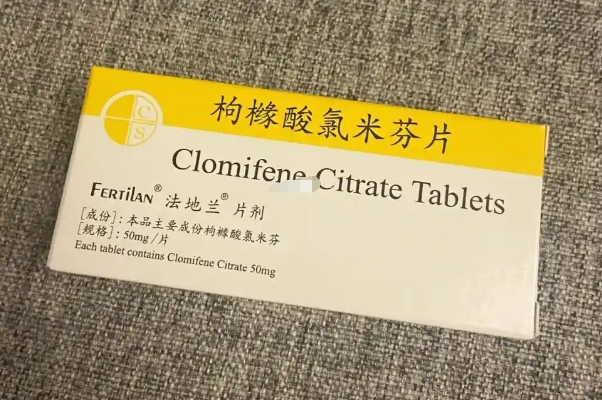 C
S
枸橼酸氯米芬片
Clomifene Citrate Tablets
FERTILAN® 法地兰® 片剂
[成份]:本品主要成份枸橼酸氯米芬
[规格]:50mg/片
Each tablet contains Clomifene Citrate 50mg